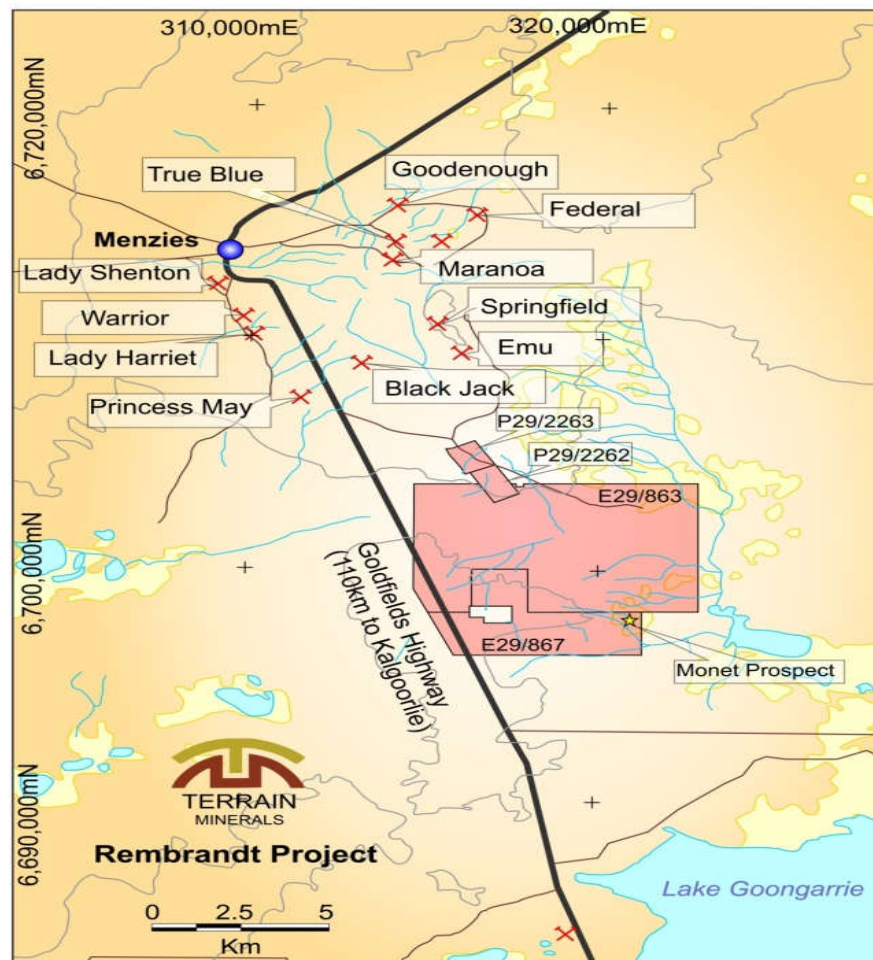 310,000mE
320,000mE
6,720,000mN
True Blue
Goodenough
Federal
Menzies
Maranoa
Lady Shenton
Springfield
Warrior
Emu
Lady Harriet
Black Jack
Princess May
P29/2263
P29/2262
E29/863
6,700,000mN
Goldfields Highway
(110km to Kalgoorlie)
E29/867
Monet Prospect
TERRAIN
MINERALS
6,690,000mN
Rembrandt Project
Lake Goongarrie
0 2.5 5
Km